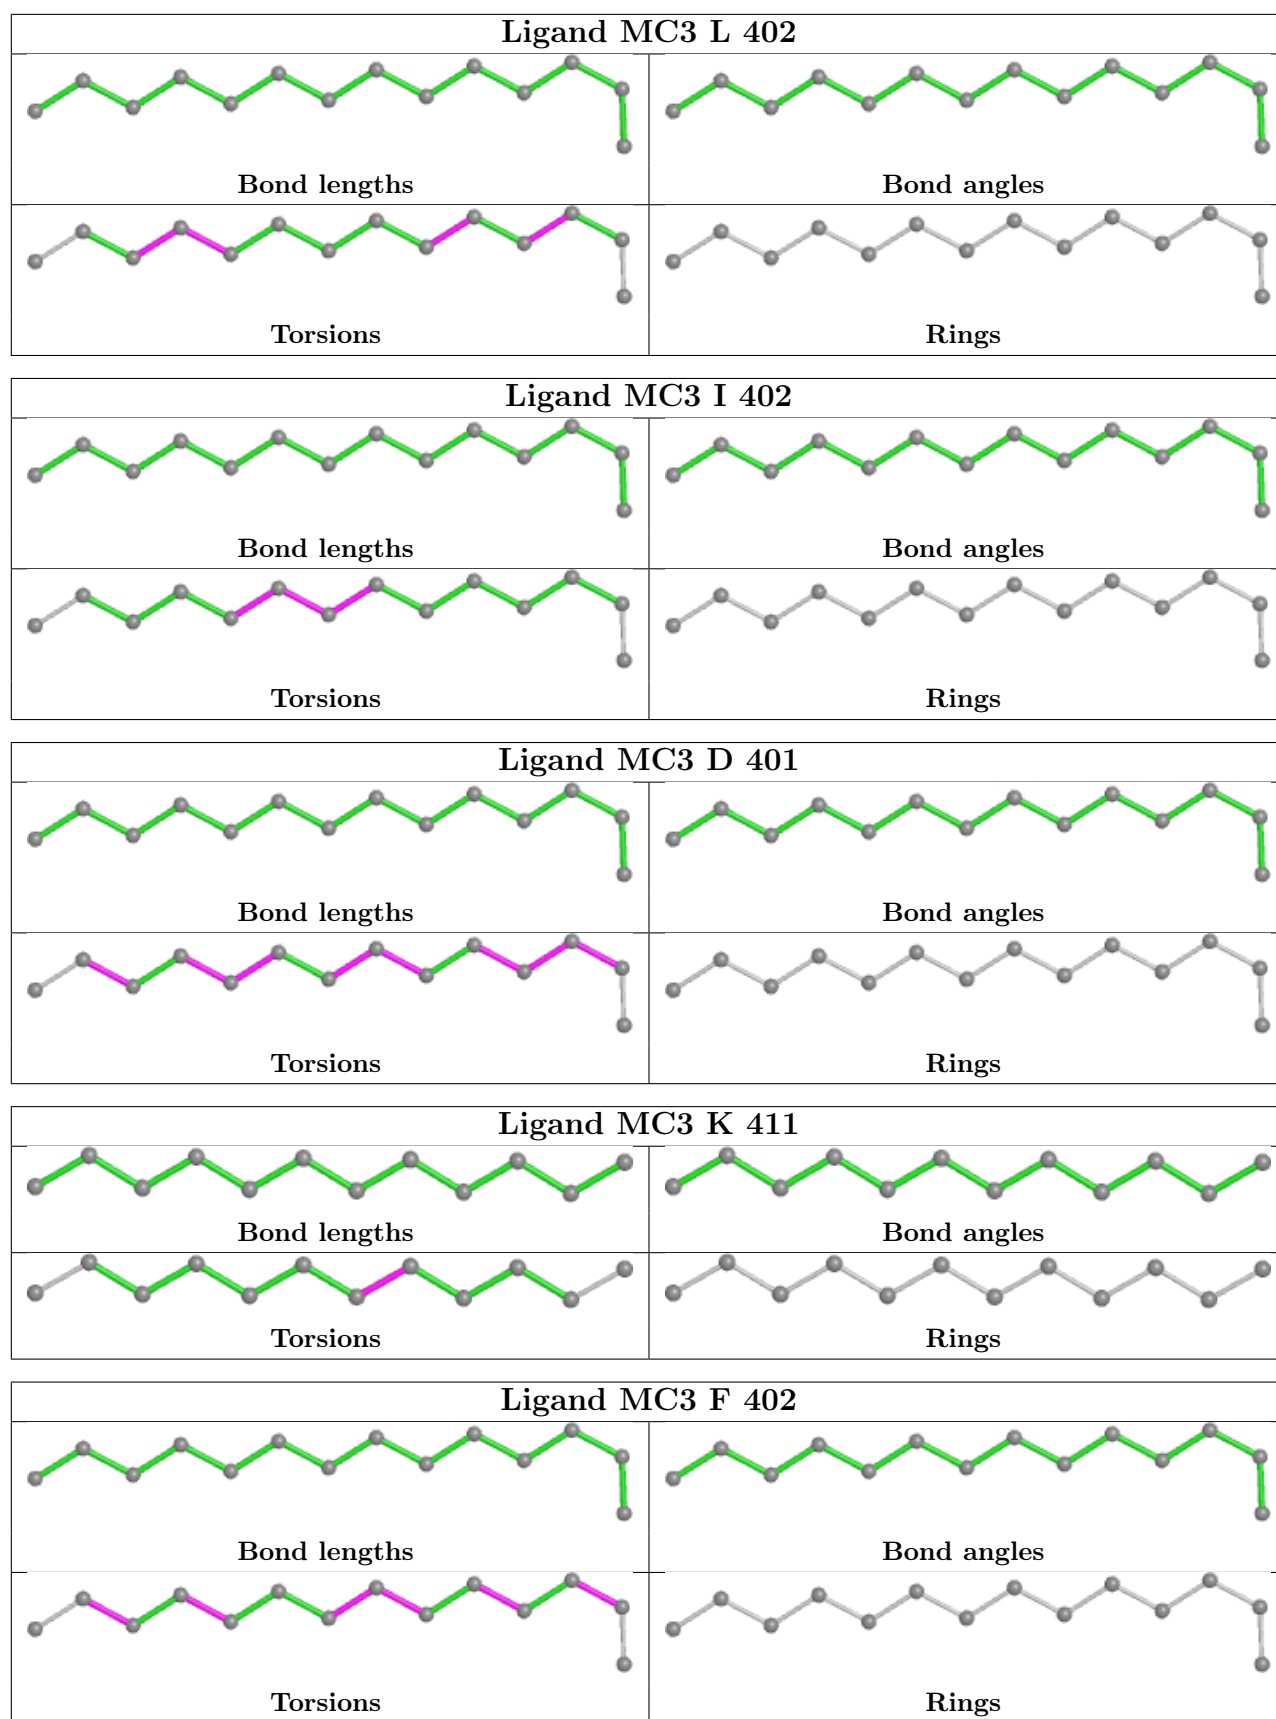 Ligand MC3 L 402
Bond lengths
Bond angles
Torsions
Rings
Ligand MC3 I 402
Bond lengths
Bond angles
Torsions
Rings
Ligand MC3 D 401
Bond lengths
Bond angles
Torsions
Rings
Ligand MC3 K 411
Bond lengths
Bond angles
Torsions
Rings
Ligand MC3 F 402
Bond lengths
Bond angles
Torsions
Rings